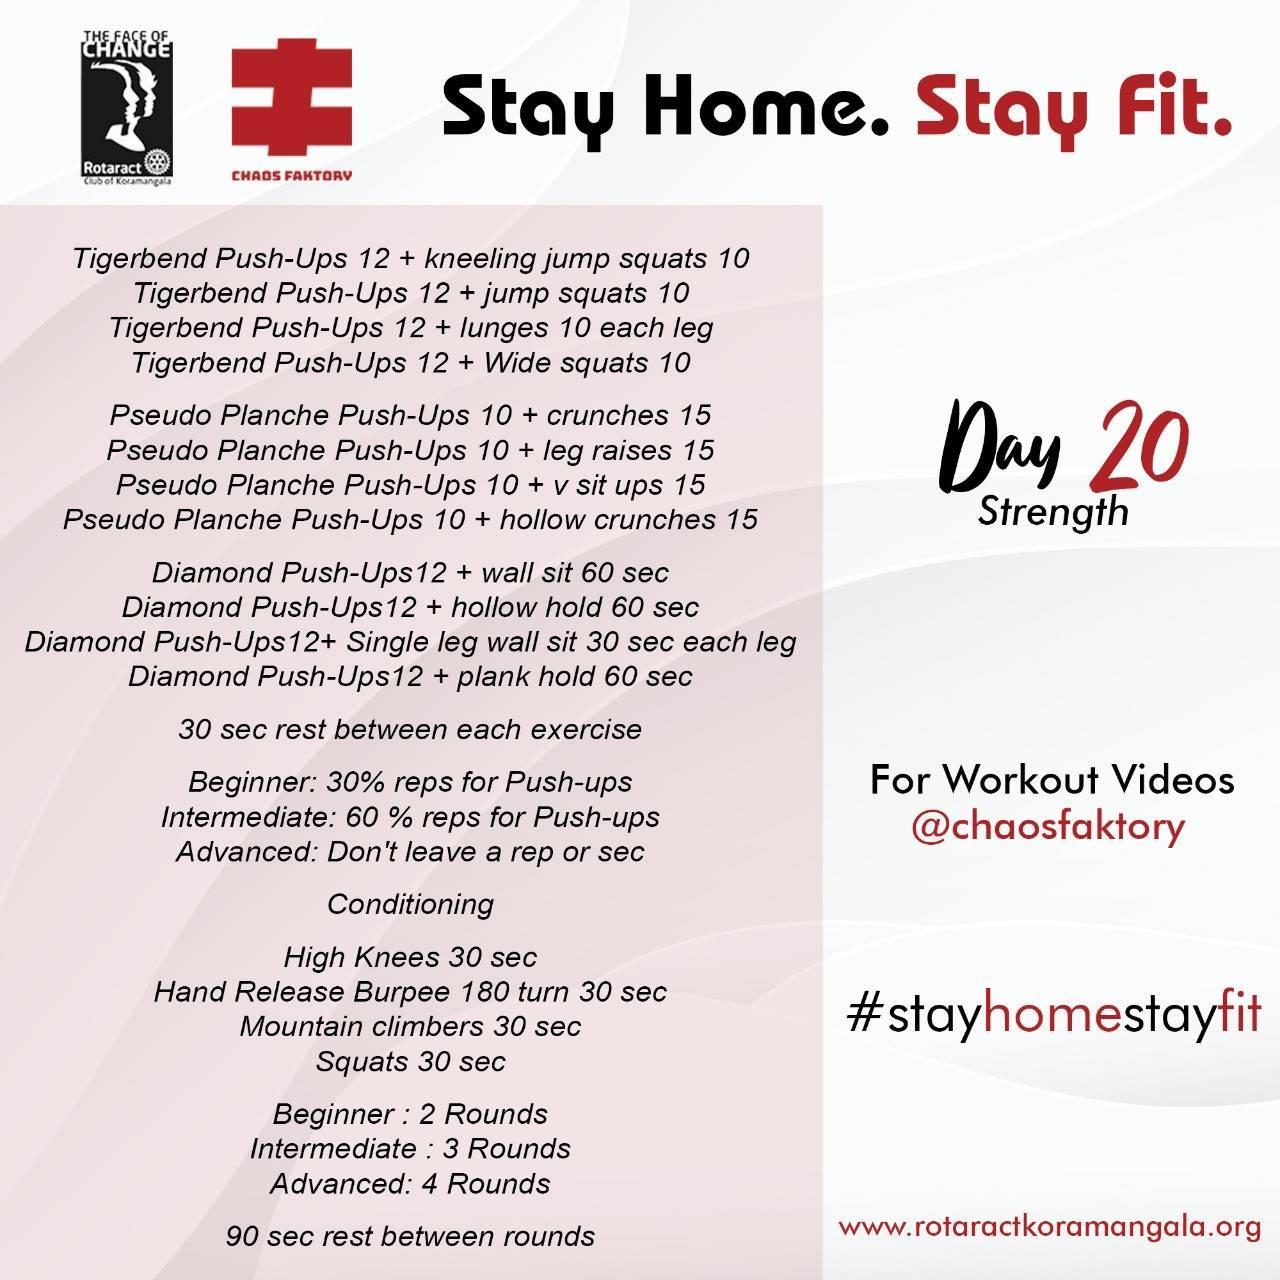 THE FACE OF
CHANGE
Rotaract
Club of Koramangala
CHAOS FAKTORY
Stay Home. Stay Fit.
Tigerbend Push-Ups 12 + kneeling jump squats 10
Tigerbend Push-Ups 12 + jump squats 10
Tigerbend Push-Ups 12 + lunges 10 each leg
Tigerbend Push-Ups 12 + Wide squats 10
Pseudo Planche Push-Ups 10 + crunches 15
Pseudo Planche Push-Ups 10 + leg raises 15
Pseudo Planche Push-Ups 10 + v sit ups 15
Pseudo Planche Push-Ups 10 + hollow crunches 15
Diamond Push-Ups12 + wall sit 60 sec
Diamond Push-Ups12 + hollow hold 60 sec
Diamond Push-Ups12+ Single leg wall sit 30 sec each leg
Diamond Push-Ups12 + plank hold 60 sec
30 sec rest between each exercise
Beginner: 30% reps for Push-ups
Intermediate: 60 % reps for Push-ups
Advanced: Don't leave a rep or sec
Conditioning
High Knees 30 sec
Hand Release Burpee 180 turn 30 sec
Mountain climbers 30 sec
Squats 30 sec
Beginner : 2 Rounds
Intermediate : 3 Rounds
Advanced: 4 Rounds
90 sec rest between rounds
Day 20
Strength
For Workout Videos
@chaosfaktory
#stayhomestayfit
www.rotaractkoramangala.org